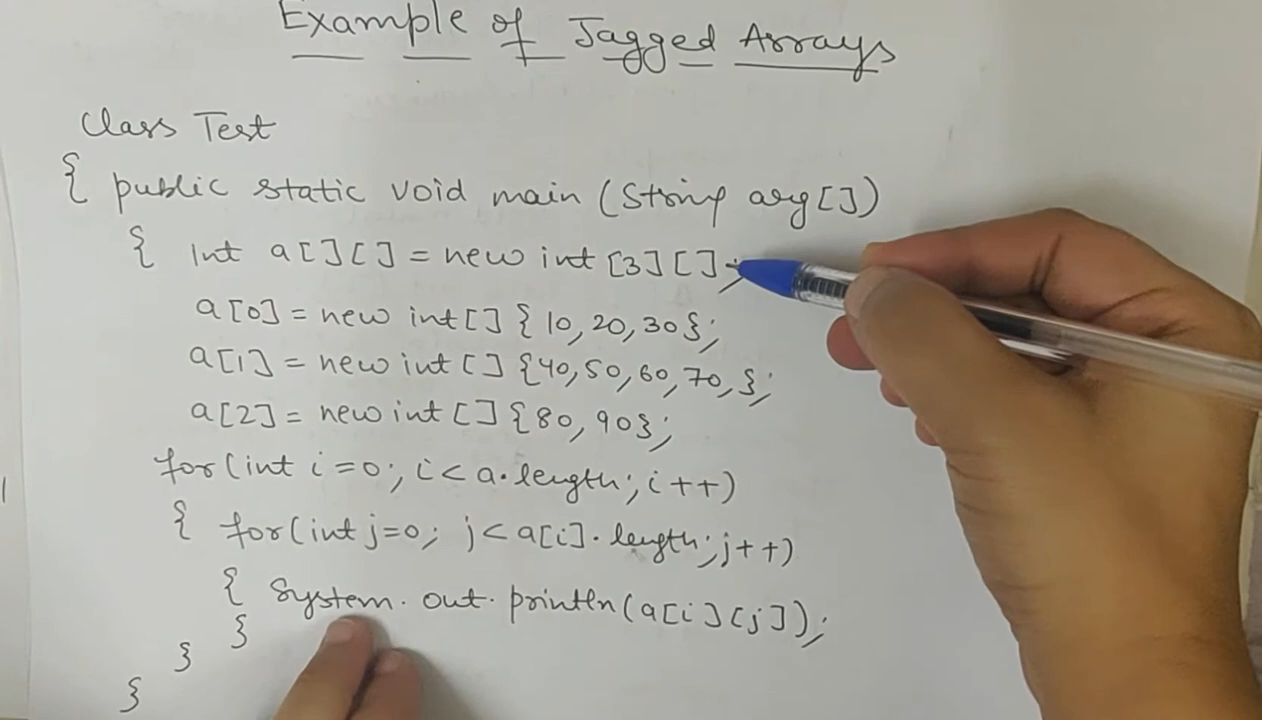 Example of Jagged Arrays
Class Test
{ public static void main (String arg[])
{ int a[][] = new int [3][];
a[0] = new int[] { 10, 20, 30};
a[1] = new int [] {40, 50, 60, 70, };
a[2] = new int [] {80, 90};
for(int i=0; i<a.length; i++)
{ for(int j=0; j<a[i].length; j++)
{ System.out.println(a[i][j]);
}
}
}